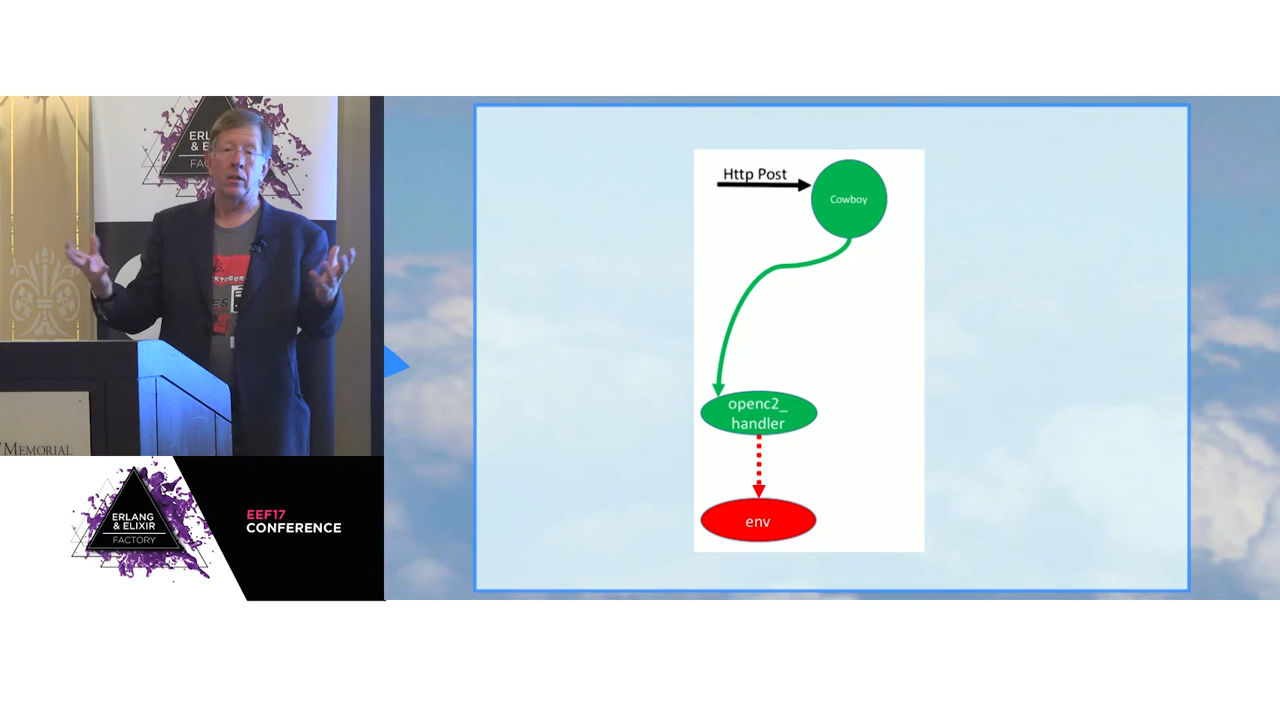 Http Post
Cowboy
openc2_
handler
env
MEMORIAL
ERLANG
& ELIXIR
FACTORY
EEF17
CONFERENCE